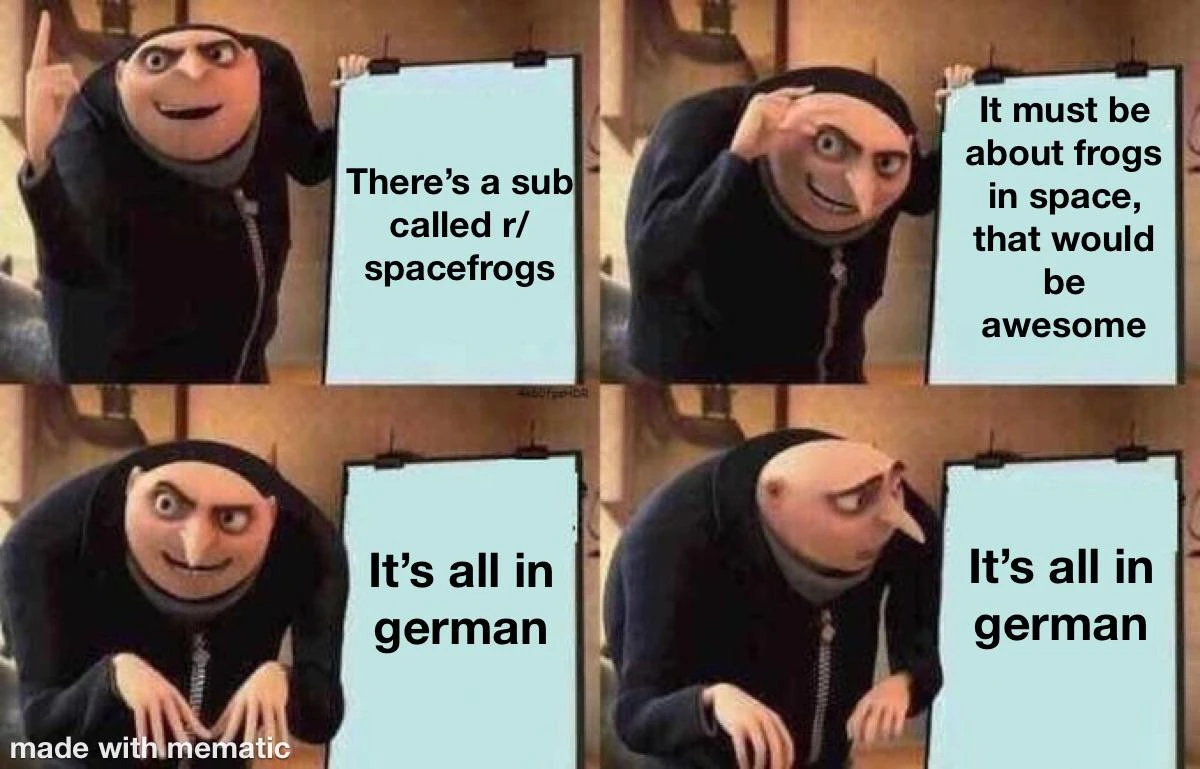 There's a sub
called r/
spacefrogs
It must be
about frogs
in space,
that would
be
awesome
It's all in
german
It's all in
german
made with mematic